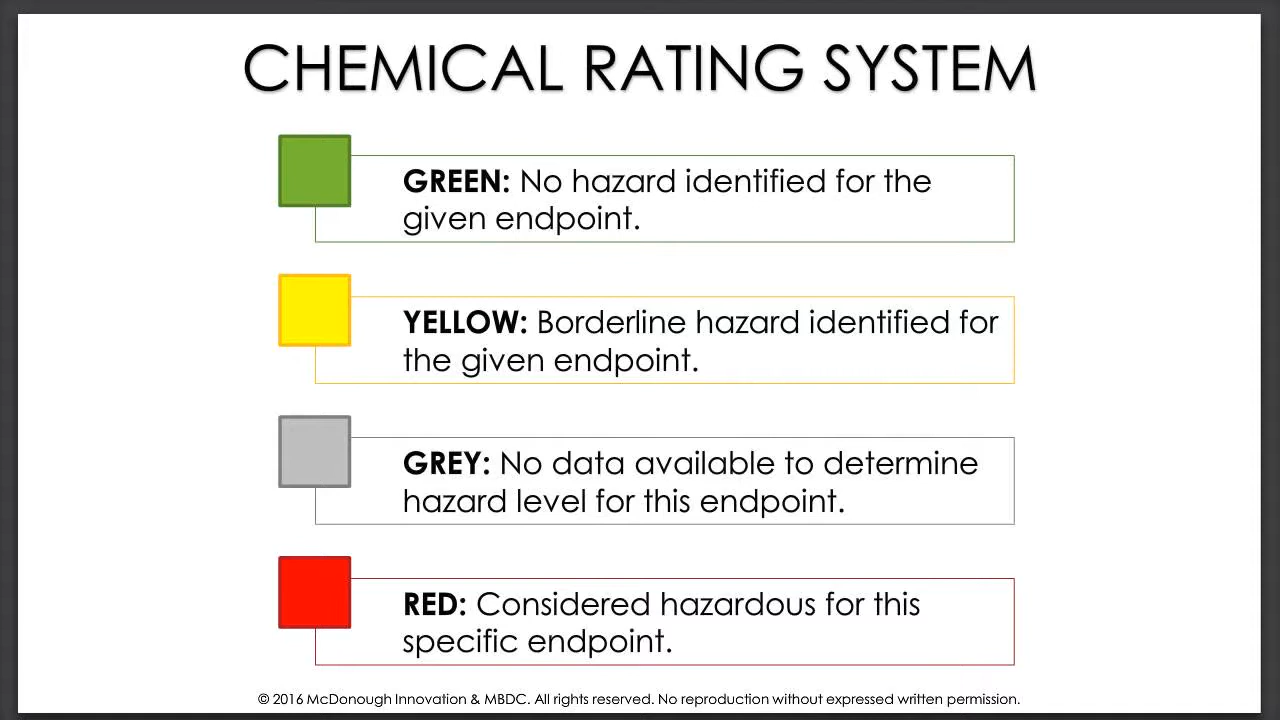 CHEMICAL RATING SYSTEM
GREEN: No hazard identified for the
given endpoint.
YELLOW: Borderline hazard identified for
the given endpoint.
GREY: No data available to determine
hazard level for this endpoint.
RED: Considered hazardous for this
specific endpoint.
© 2016 McDonough Innovation & MBDC. All rights reserved. No reproduction without expressed written permission.